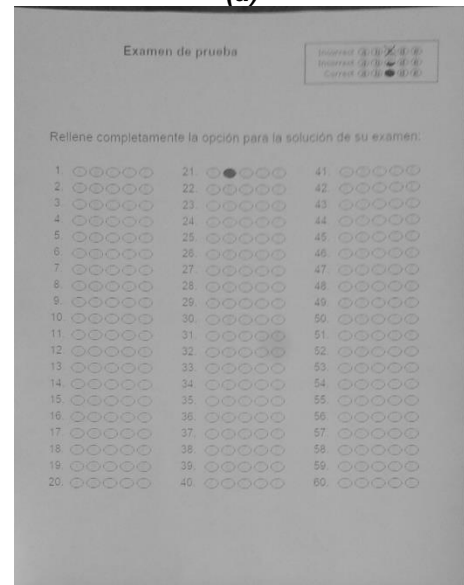 (a)
Examen de prueba
Incorrect
Incorrect
Correct
Rellene completamente la opción para la solución de su examen:
1. 21. 41.
2. 22. 42.
3. 23. 43.
4. 24. 44.
5. 25. 45.
6. 26. 46.
7. 27. 47.
8. 28. 48.
9. 29. 49.
10. 30. 50.
11. 31. 51.
12. 32. 52.
13. 33. 53.
14. 34. 54.
15. 35. 55.
16. 36. 56.
17. 37. 57.
18. 38. 58.
19. 39. 59.
20. 40. 60.